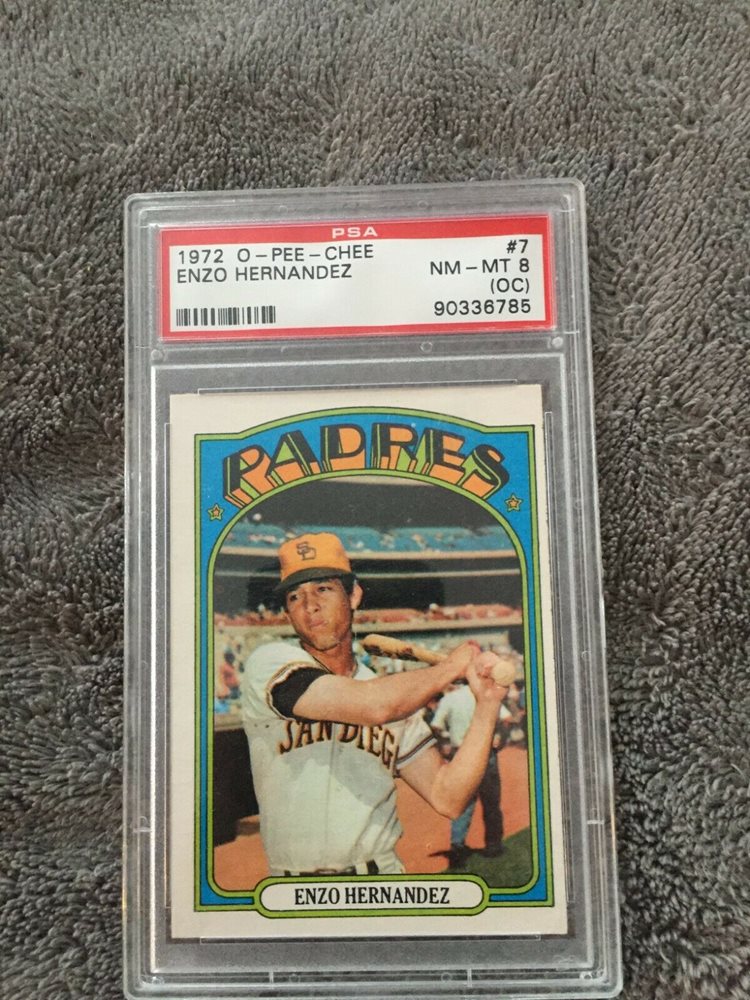 PSA
1972 O-PEE-CHEE #7
ENZO HERNANDEZ NM-MT 8
(OC)
90336785
PADRES
SD
SAN DIEG
ENZO HERNANDEZ